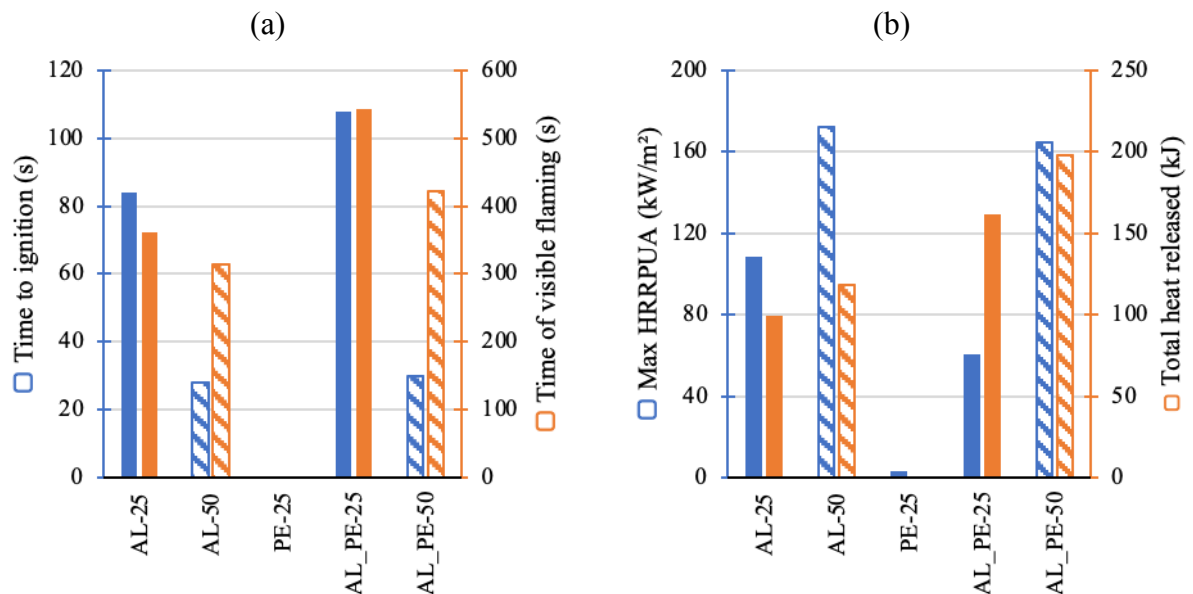 (a)
120
100
80
60
40
20
0
Time to ignition (s)
600
500
400
300
200
100
0
Time of visible flaming (s)
AL-25
AL-50
PE-25
AL_PE-25
AL_PE-50
(b)
200
160
120
80
40
0
Max HRRPUA (kW/m²)
250
200
150
100
50
0
Total heat released (kJ)
AL-25
AL-50
PE-25
AL_PE-25
AL_PE-50